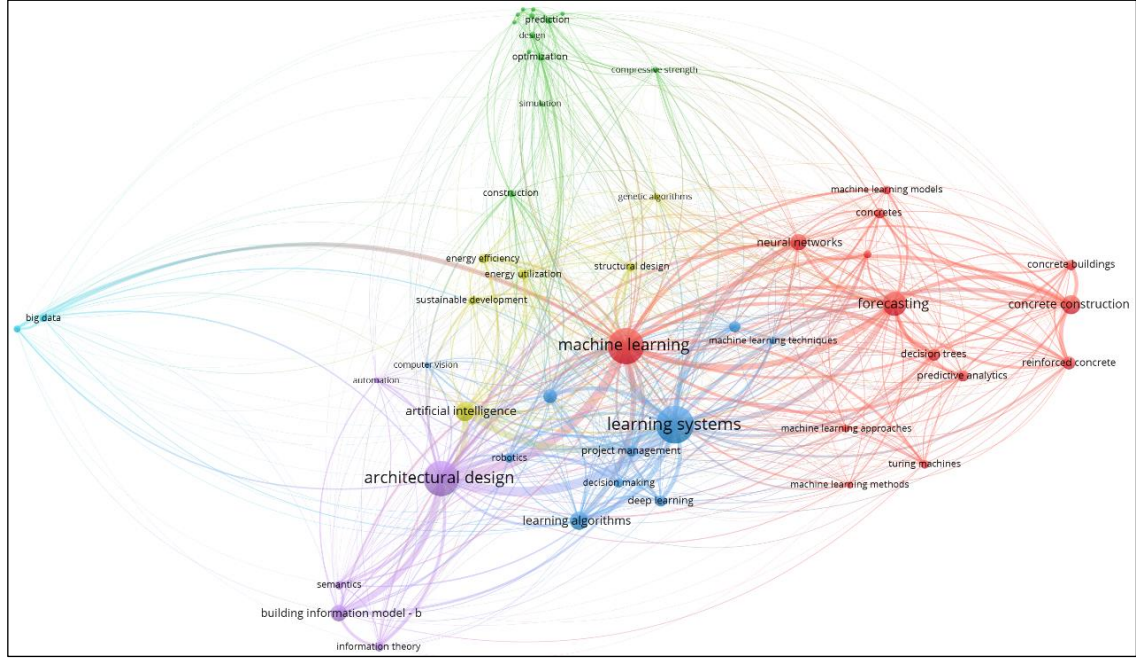 prediction
design
optimization
compressive strength
simulation
construction
genetic algorithms
machine learning models
concretes
neural networks
energy efficiency
structural design
concrete buildings
energy utilization
sustainable development
forecasting
concrete construction
big data
machine learning
machine learning techniques
decision trees
computer vision
reinforced concrete
predictive analytics
automation
artificial intelligence
learning systems
machine learning approaches
project management
robotics
turing machines
architectural design
decision making
machine learning methods
deep learning
learning algorithms
semantics
building information model - b
information theory